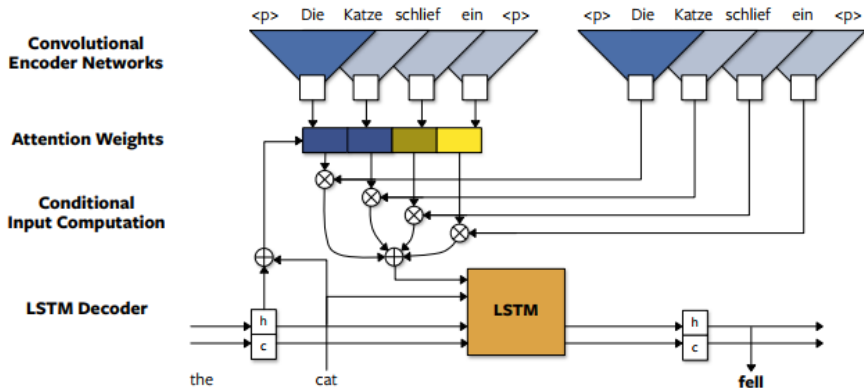 <p> Die Katze schlief ein <p>
<p> Die Katze schlief ein <p>
Convolutional
Encoder Networks
Attention Weights
Conditional
Input Computation
LSTM Decoder
LSTM
h
c
h
c
the
cat
fell